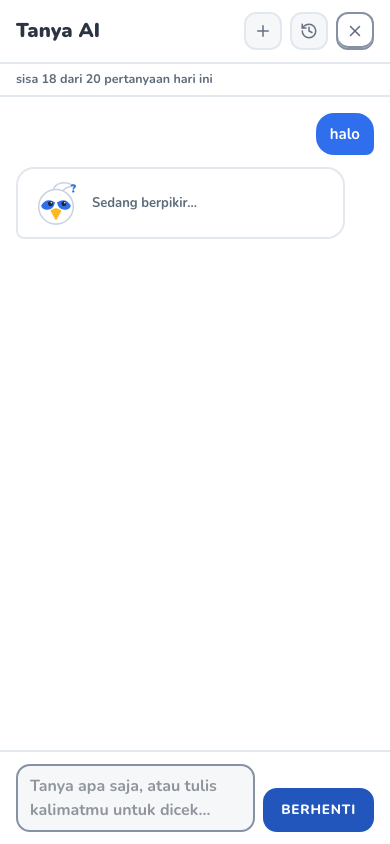 Tanya AI
sisa 18 dari 20 pertanyaan hari ini
halo
?
Sedang berpikir...
Tanya apa saja, atau tulis
kalimatmu untuk dicek...
BERHENTI